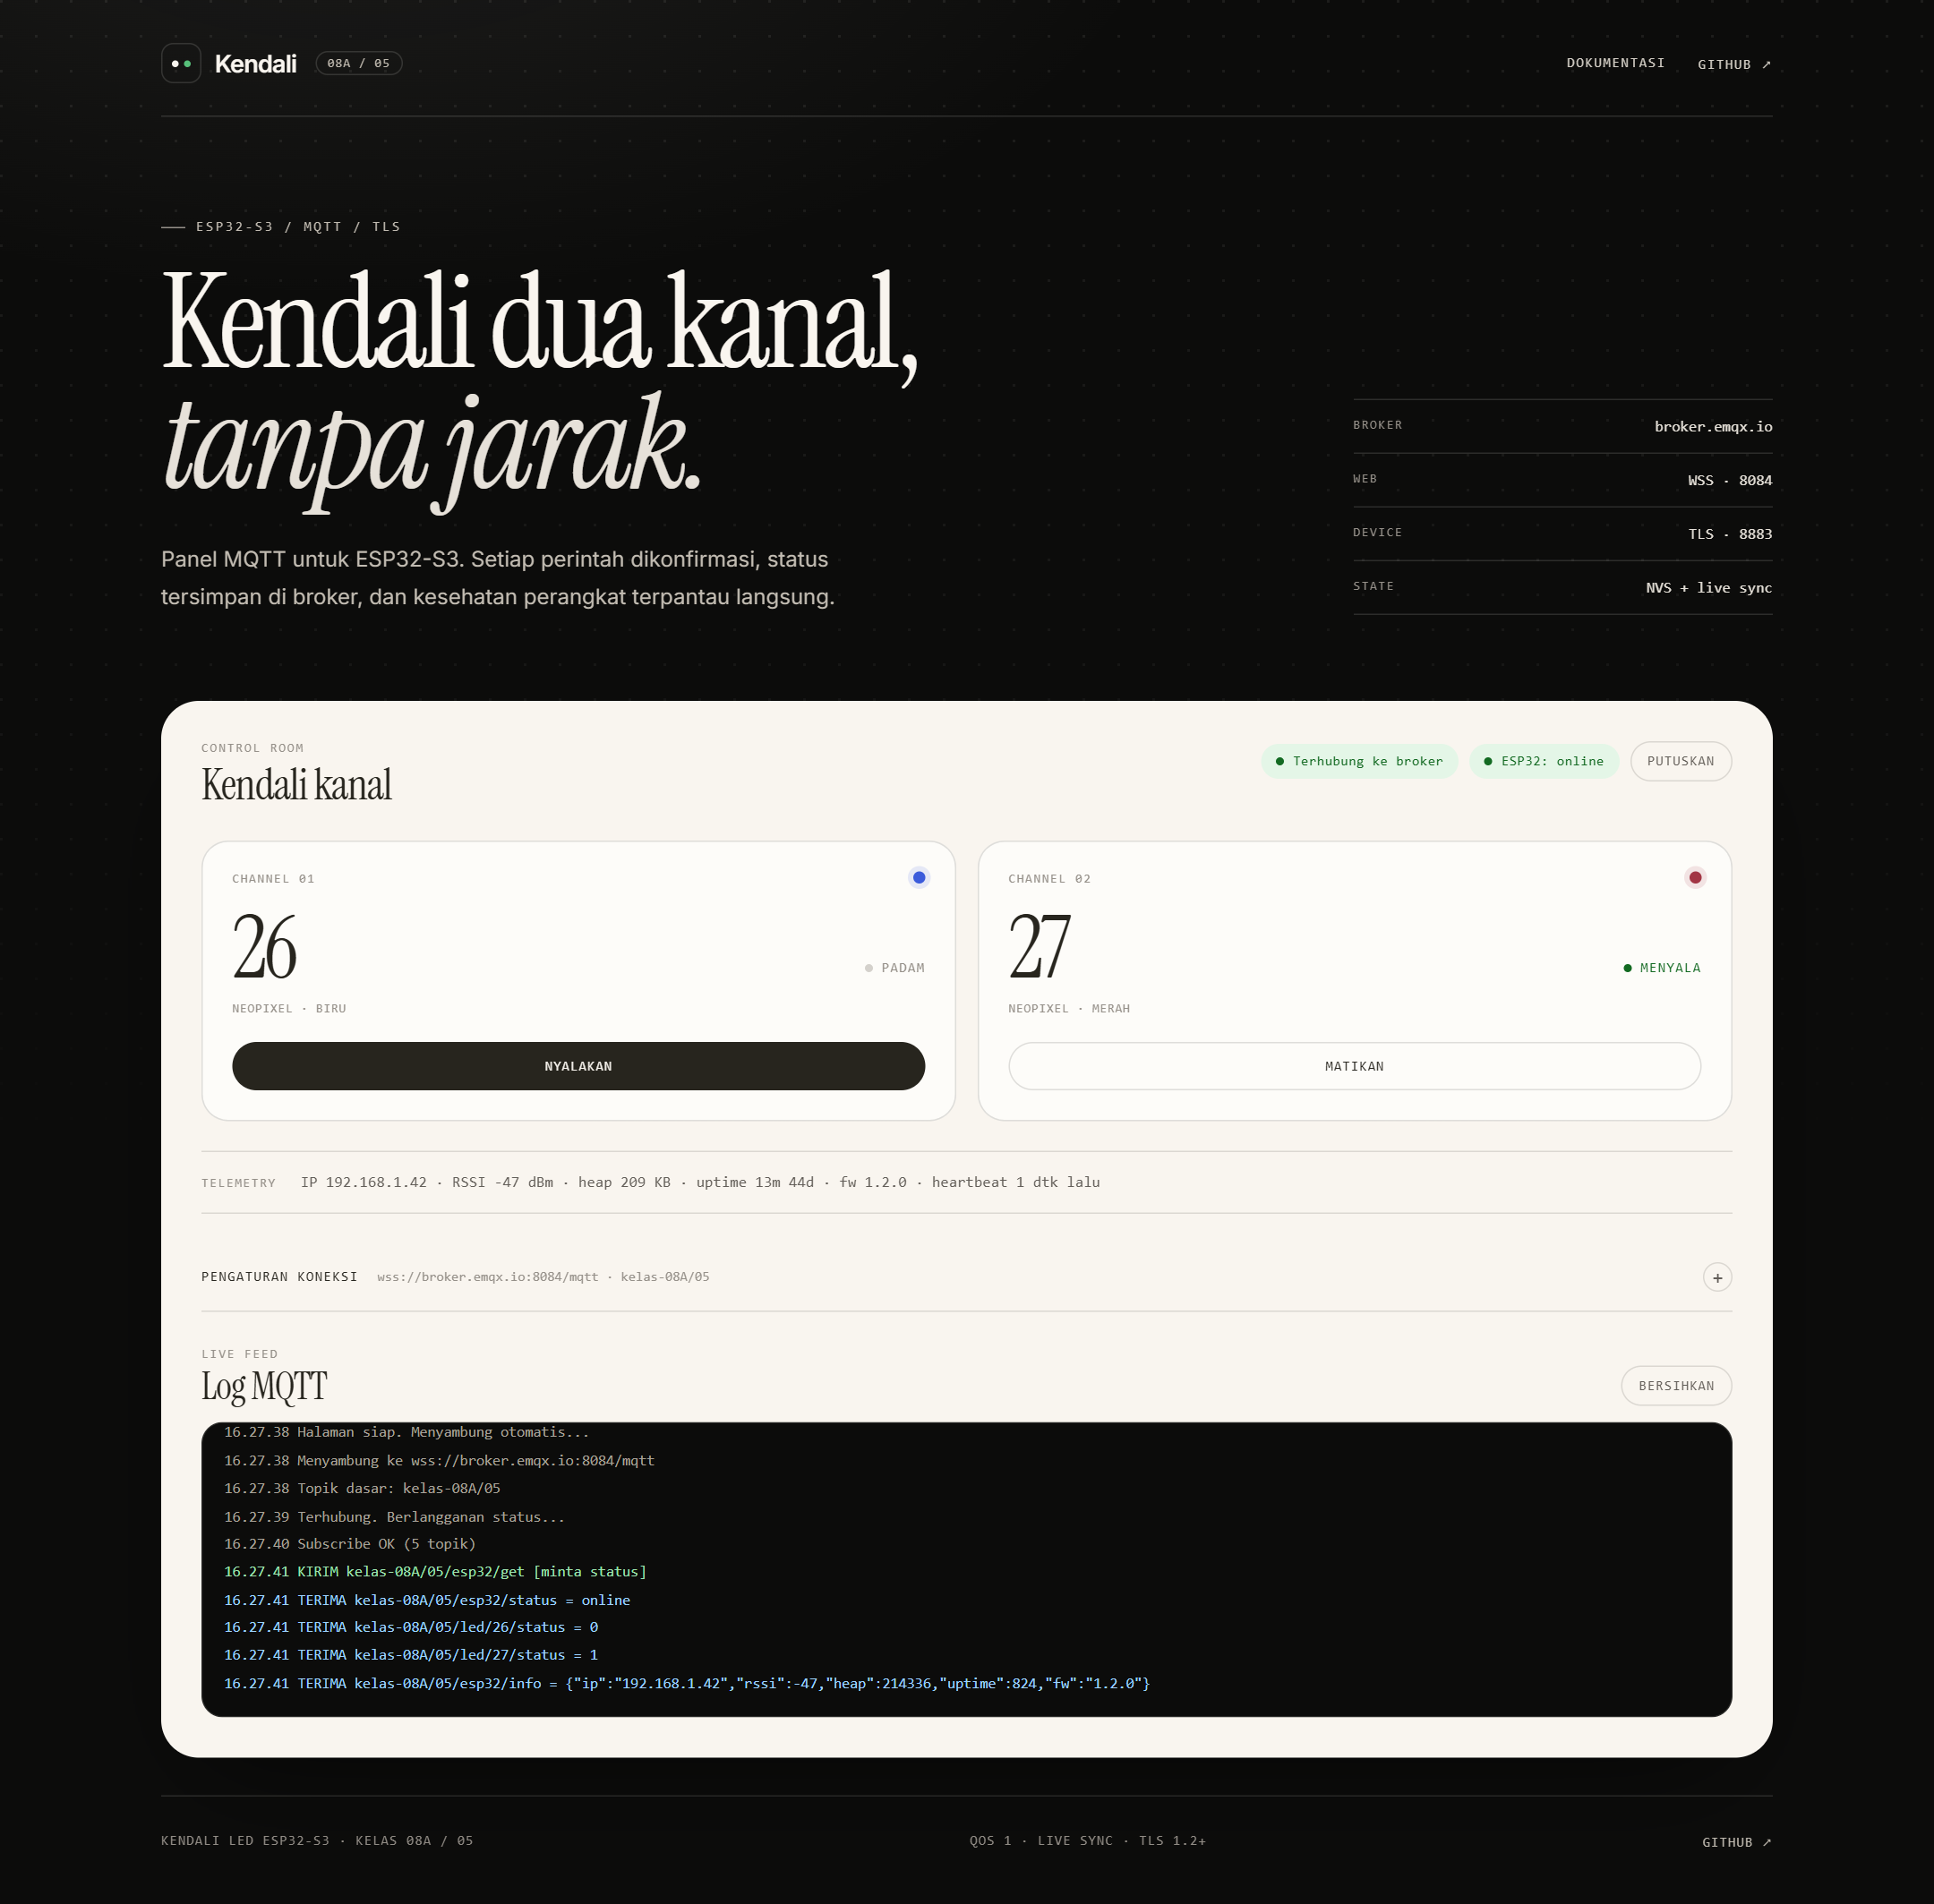 Kendali
08A / 05
DOKUMENTASI
GITHUB ↗
ESP32-S3 / MQTT / TLS
Kendali dua kanal,
tanpa jarak.
Panel MQTT untuk ESP32-S3. Setiap perintah dikonfirmasi, status
tersimpan di broker, dan kesehatan perangkat terpantau langsung.
BROKER broker.emqx.io
WEB WSS · 8084
DEVICE TLS · 8883
STATE NVS + live sync
CONTROL ROOM
Kendali kanal
Terhubung ke broker
ESP32: online
PUTUSKAN
CHANNEL 01
26
PADAM
NEOPIXEL · BIRU
NYALAKAN
CHANNEL 02
27
MENYALA
NEOPIXEL · MERAH
MATIKAN
TELEMETRY IP 192.168.1.42 · RSSI -47 dBm · heap 209 KB · uptime 13m 44d · fw 1.2.0 · heartbeat 1 dtk lalu
PENGATURAN KONEKSI wss://broker.emqx.io:8084/mqtt · kelas-08A/05 +
LIVE FEED
Log MQTT
BERSIHKAN
16.27.38 Halaman siap. Menyambung otomatis...
16.27.38 Menyambung ke wss://broker.emqx.io:8084/mqtt
16.27.38 Topik dasar: kelas-08A/05
16.27.39 Terhubung. Berlangganan status...
16.27.40 Subscribe OK (5 topik)
16.27.41 KIRIM kelas-08A/05/esp32/get [minta status]
16.27.41 TERIMA kelas-08A/05/esp32/status = online
16.27.41 TERIMA kelas-08A/05/led/26/status = 0
16.27.41 TERIMA kelas-08A/05/led/27/status = 1
16.27.41 TERIMA kelas-08A/05/esp32/info = {"ip":"192.168.1.42","rssi":-47,"heap":214336,"uptime":824,"fw":"1.2.0"}
KENDALI LED ESP32-S3 · KELAS 08A / 05
QOS 1 · LIVE SYNC · TLS 1.2+
GITHUB ↗